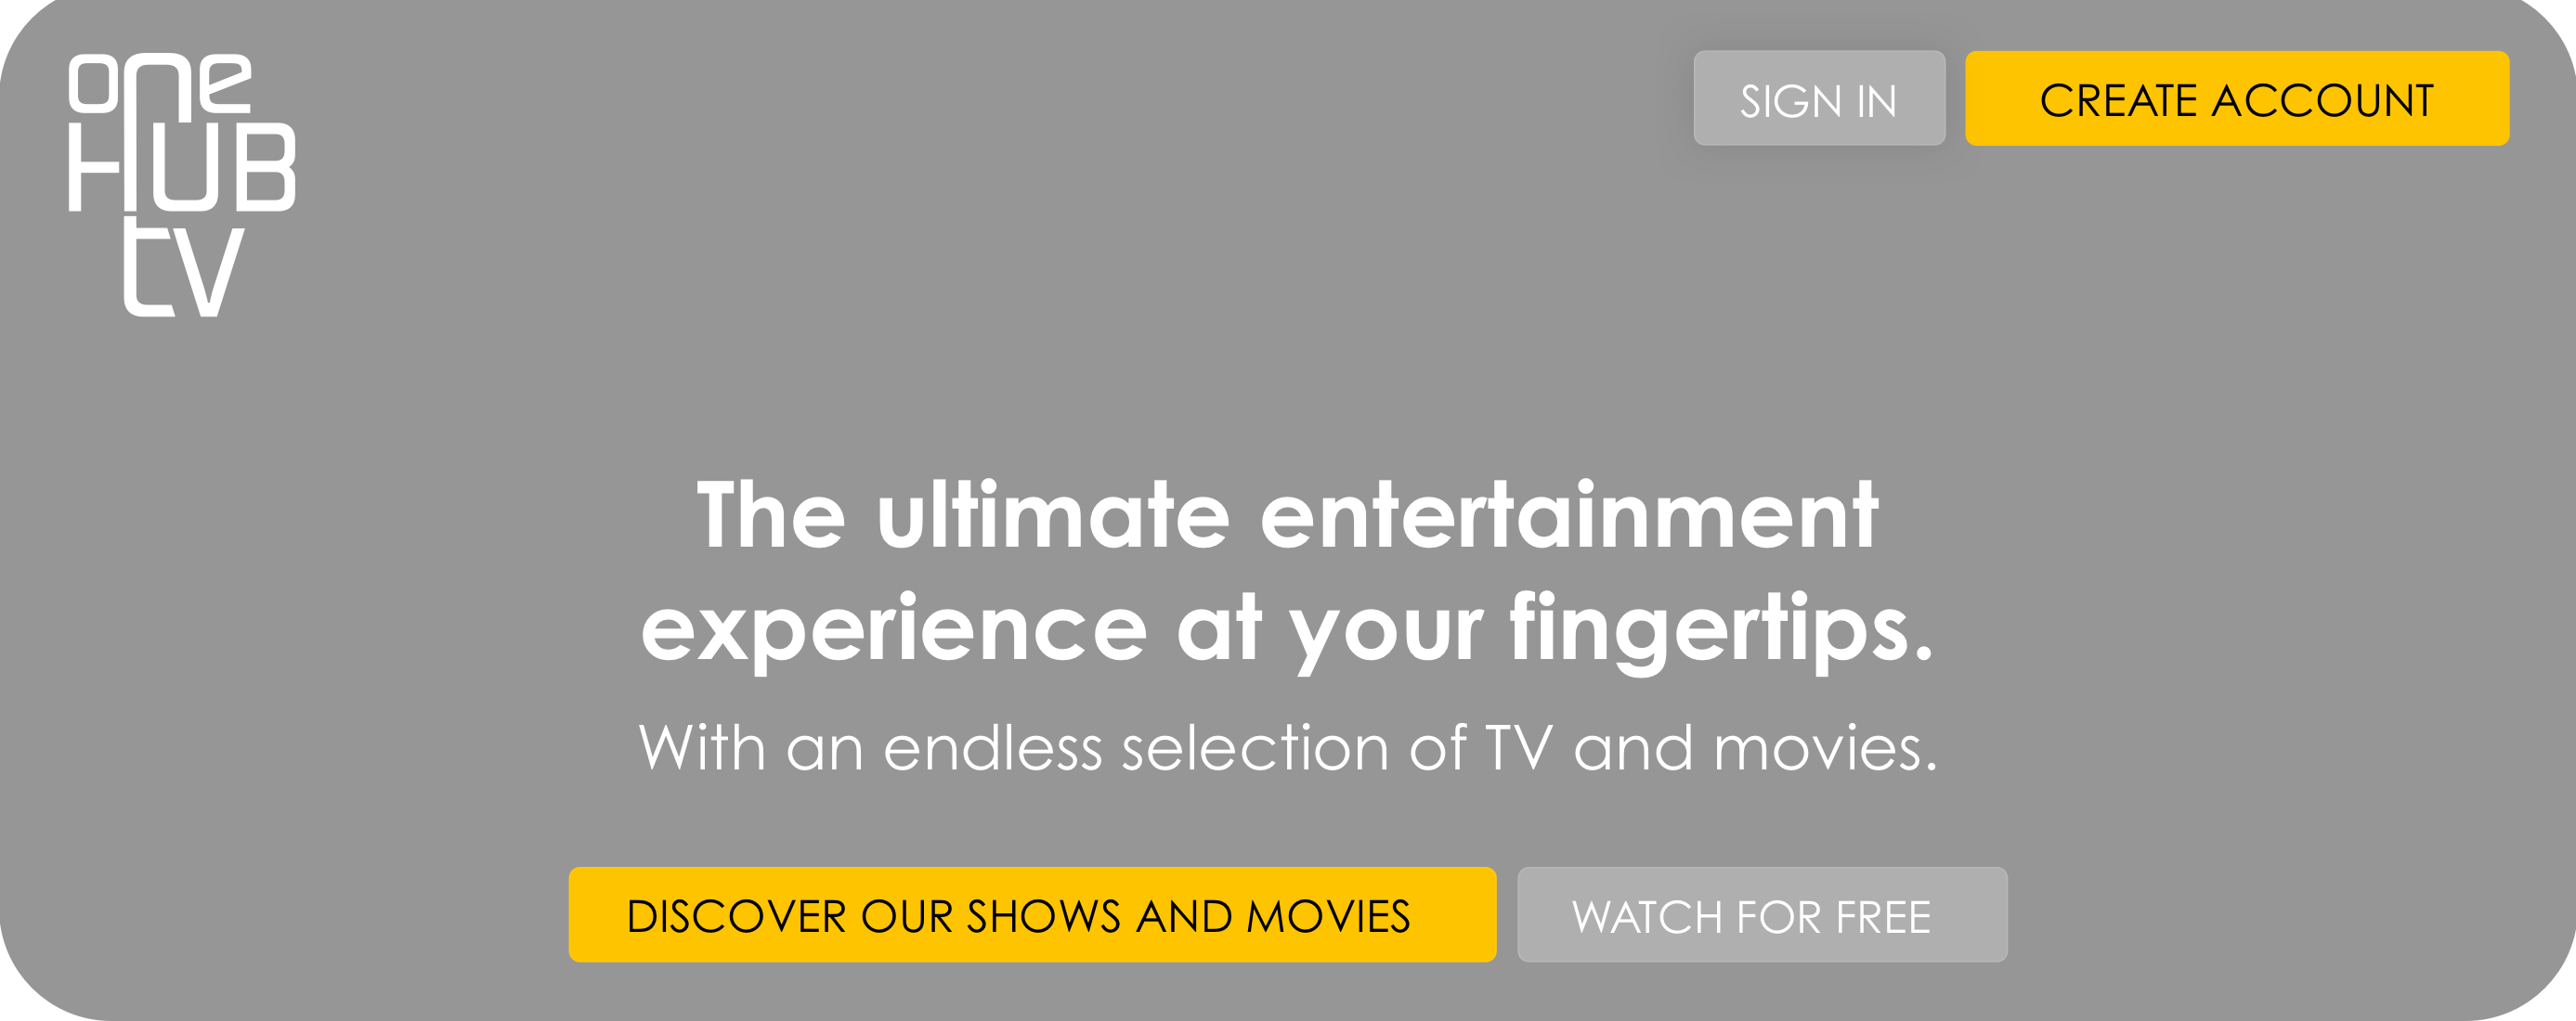 one
HUB
tv
SIGN IN
CREATE ACCOUNT
The ultimate entertainment
experience at your fingertips.
With an endless selection of TV and movies.
DISCOVER OUR SHOWS AND MOVIES
WATCH FOR FREE